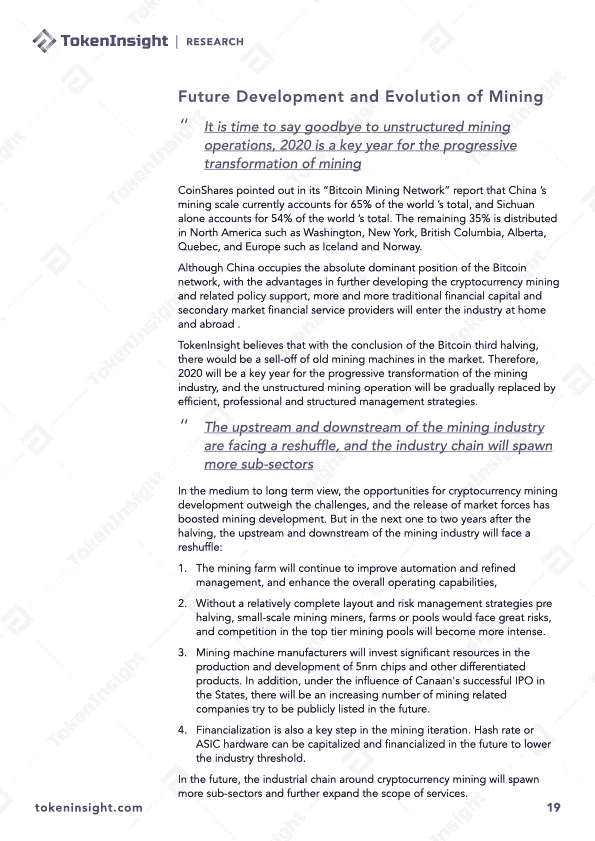 TokenInsight | RESEARCH
Future Development and Evolution of Mining
“ It is time to say goodbye to unstructured mining
operations, 2020 is a key year for the progressive
transformation of mining
CoinShares pointed out in its “Bitcoin Mining Network” report that China ’s
mining scale currently accounts for 65% of the world ’s total, and Sichuan
alone accounts for 54% of the world ’s total. The remaining 35% is distributed
in North America such as Washington, New York, British Columbia, Alberta,
Quebec, and Europe such as Iceland and Norway.
Although China occupies the absolute dominant position of the Bitcoin
network, with the advantages in further developing the cryptocurrency mining
and related policy support, more and more traditional financial capital and
secondary market financial service providers will enter the industry at home
and abroad .
TokenInsight believes that with the conclusion of the Bitcoin third halving,
there would be a sell-off of old mining machines in the market. Therefore,
2020 will be a key year for the progressive transformation of the mining
industry, and the unstructured mining operation will be gradually replaced by
efficient, professional and structured management strategies.
“ The upstream and downstream of the mining industry
are facing a reshuffle, and the industry chain will spawn
more sub-sectors
In the medium to long term view, the opportunities for cryptocurrency mining
development outweigh the challenges, and the release of market forces has
boosted mining development. But in the next one to two years after the
halving, the upstream and downstream of the mining industry will face a
reshuffle:
1. The mining farm will continue to improve automation and refined
management, and enhance the overall operating capabilities,
2. Without a relatively complete layout and risk management strategies pre
halving, small-scale mining miners, farms or pools would face great risks,
and competition in the top tier mining pools will become more intense.
3. Mining machine manufacturers will invest significant resources in the
production and development of 5nm chips and other differentiated
products. In addition, under the influence of Canaan's successful IPO in
the States, there will be an increasing number of mining related
companies try to be publicly listed in the future.
4. Financialization is also a key step in the mining iteration. Hash rate or
ASIC hardware can be capitalized and financialized in the future to lower
the industry threshold.
In the future, the industrial chain around cryptocurrency mining will spawn
more sub-sectors and further expand the scope of services.
tokeninsight.com 19